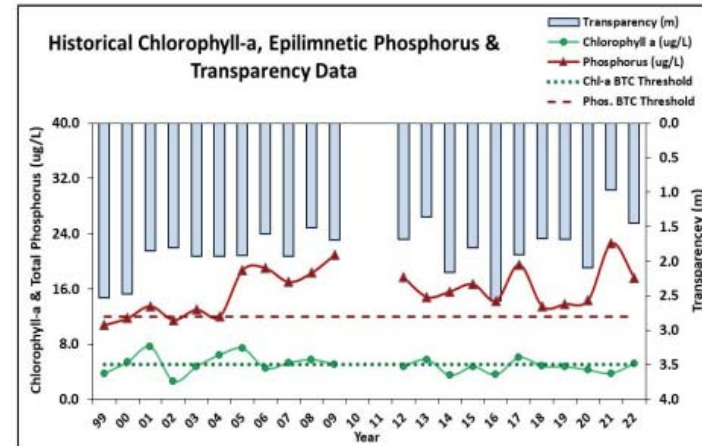 Historical Chlorophyll-a, Epilimnetic Phosphorus &
Transparency Data
Transparency (m)
Chlorophyll a (ug/L)
Phosphorus (ug/L)
Chl-a BTC Threshold
Phos. BTC Threshold
Chlorophyll-a & Total Phosphorus (ug/L)
40.0
32.0
24.0
16.0
8.0
0.0
0.0
0.5
1.0
1.5
2.0
2.5
3.0
3.5
4.0
Transparencey (m)
99 00 01 02 03 04 05 06 07 08 09 10 11 12 13 14 15 16 17 18 19 20 21 22
Year